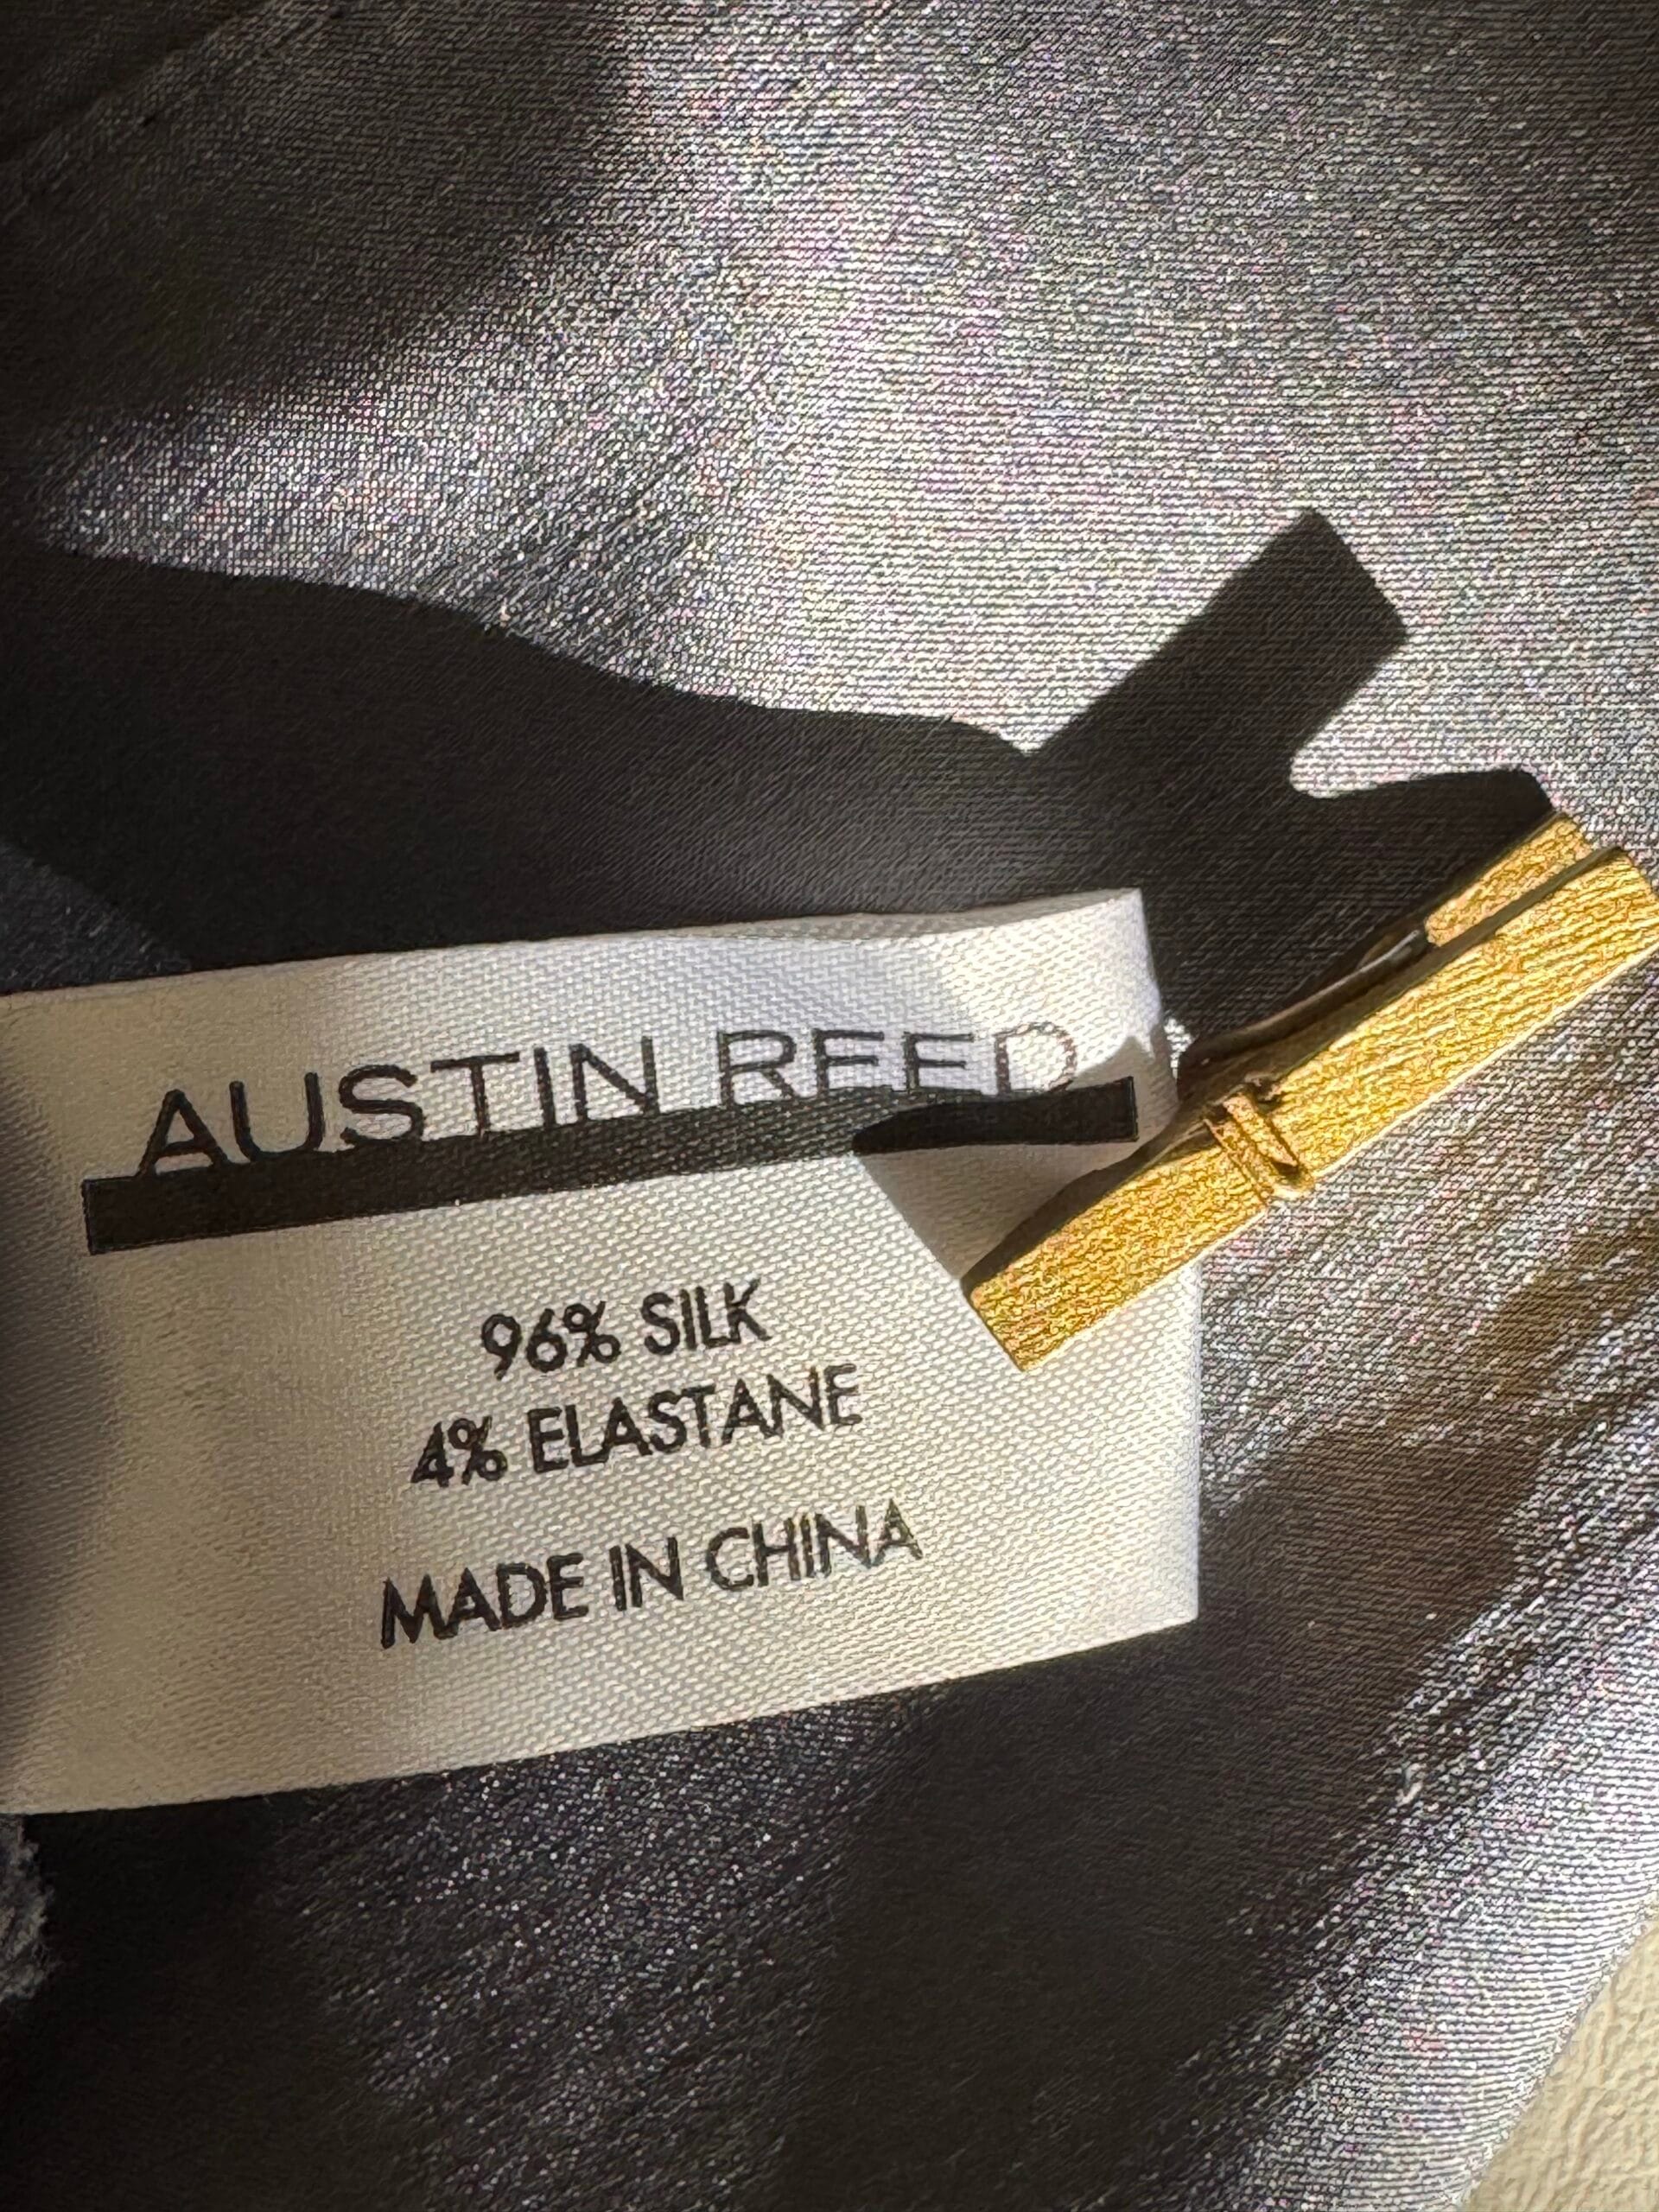 AUSTIN REED
96% SILK
4% ELASTANE
MADE IN CHINA